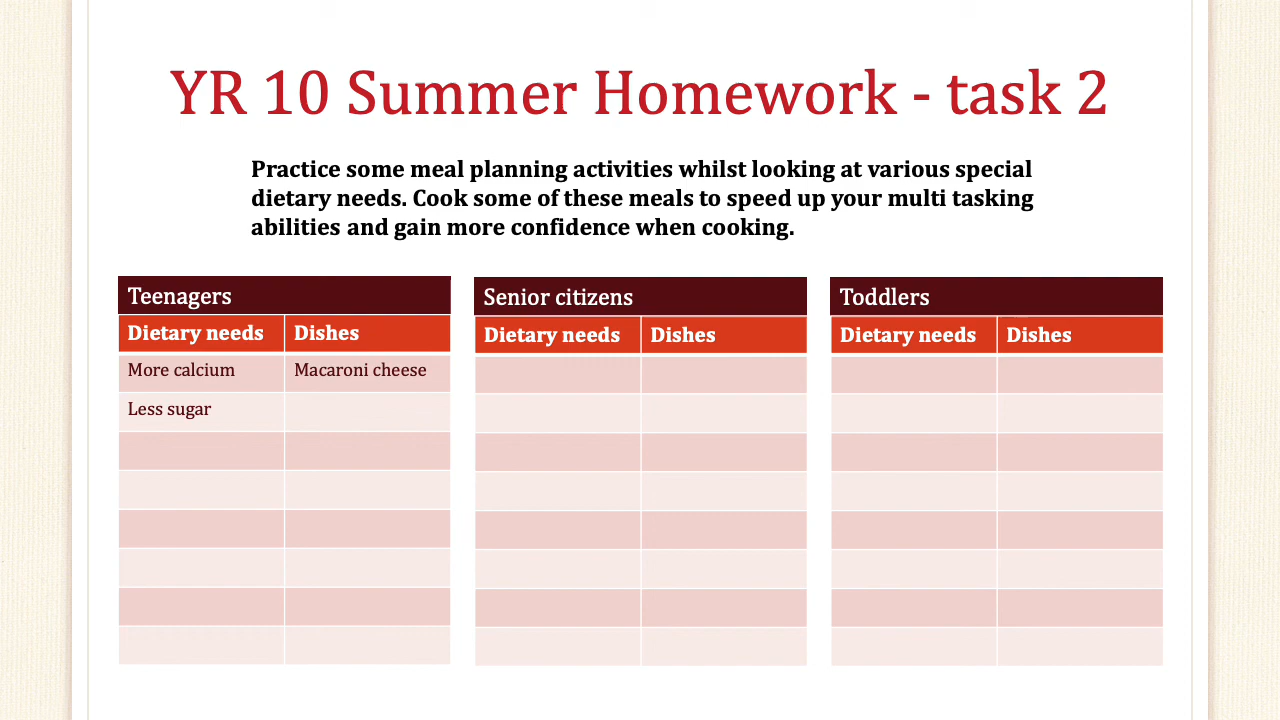 YR 10 Summer Homework - task 2
Practice some meal planning activities whilst looking at various special
dietary needs. Cook some of these meals to speed up your multi tasking
abilities and gain more confidence when cooking.
Teenagers
Dietary needs Dishes
More calcium Macaroni cheese
Less sugar
Senior citizens
Dietary needs Dishes
Toddlers
Dietary needs Dishes